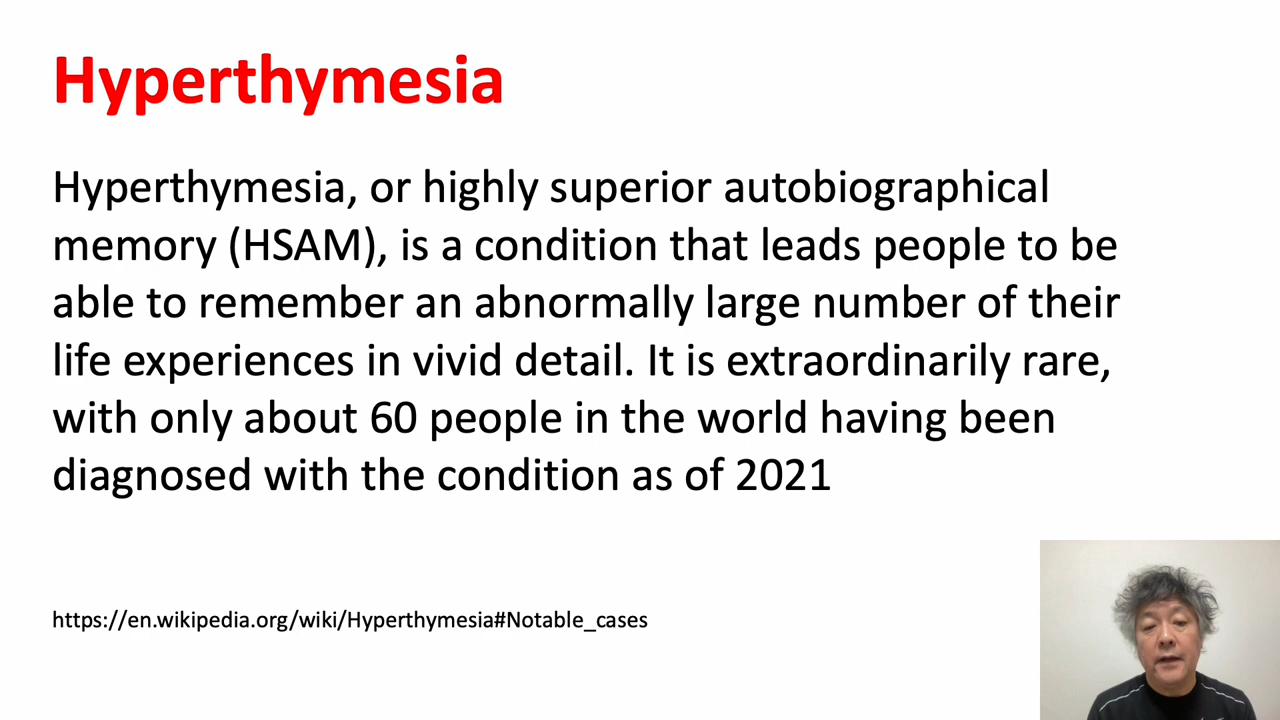 Hyperthymesia
Hyperthymesia, or highly superior autobiographical
memory (HSAM), is a condition that leads people to be
able to remember an abnormally large number of their
life experiences in vivid detail. It is extraordinarily rare,
with only about 60 people in the world having been
diagnosed with the condition as of 2021
https://en.wikipedia.org/wiki/Hyperthymesia#Notable_cases